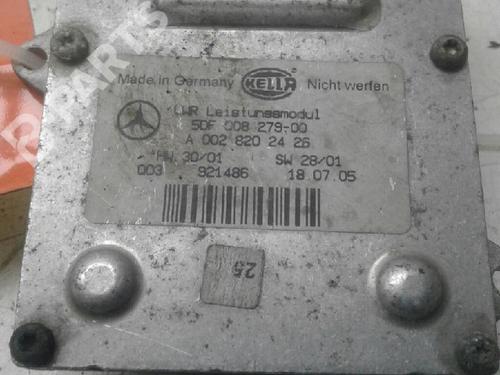 B-PARTS
Made in Germany HELLA Nicht werfen
LWR Leistungsmodul
5DF 008 279-00
A 002 820 24 26
HW 30/01 SW 28/01
003 921486 18.07.05
25